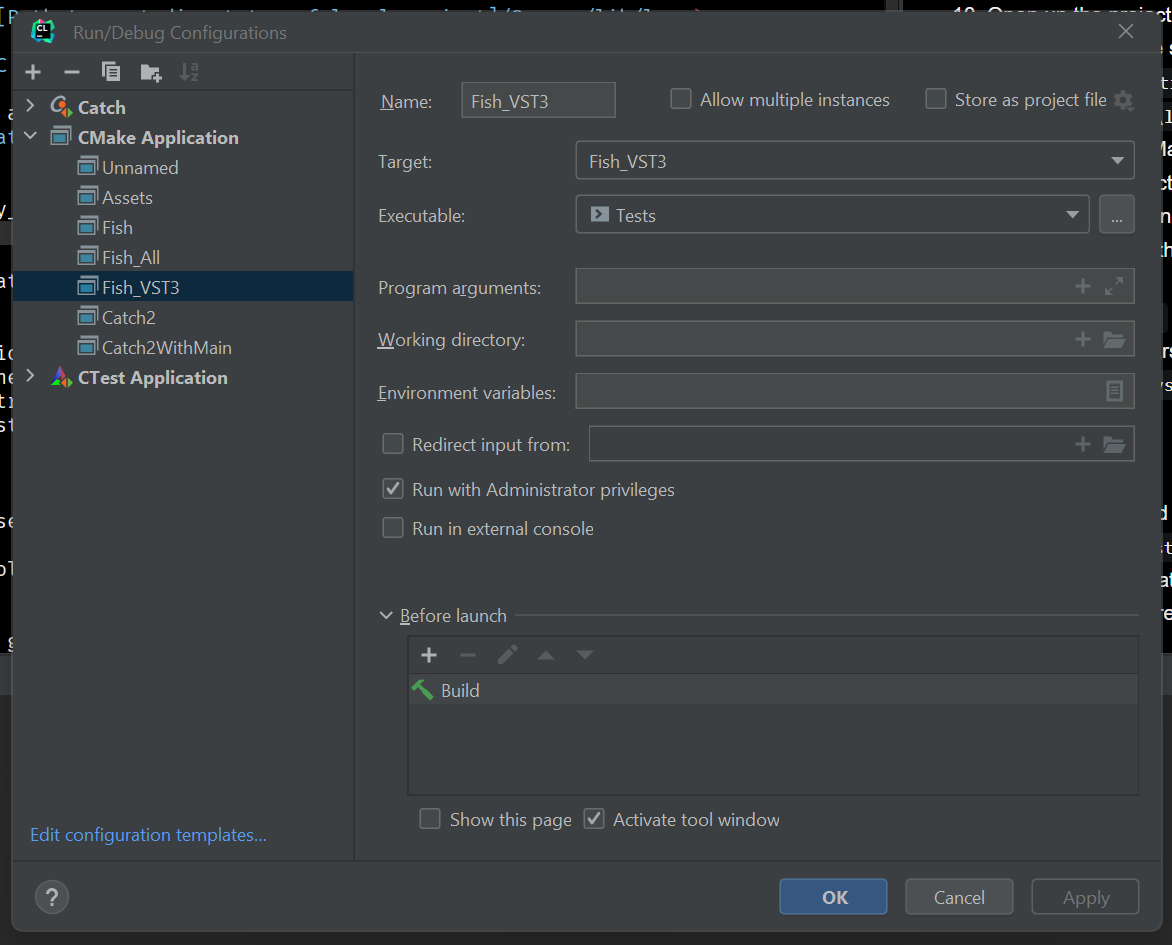 CL
Run/Debug Configurations
Name:
Fish_VST3
Allow multiple instances
Store as project file
Catch
CMake Application
Unnamed
Assets
Fish
Fish_All
Fish_VST3
Catch2
Catch2WithMain
CTest Application
Target:
Fish_VST3
Executable:
Tests
...
Program arguments:
Working directory:
Environment variables:
Redirect input from:
Run with Administrator privileges
Run in external console
Before launch
Build
Show this page
Activate tool window
Edit configuration templates...
?
OK
Cancel
Apply